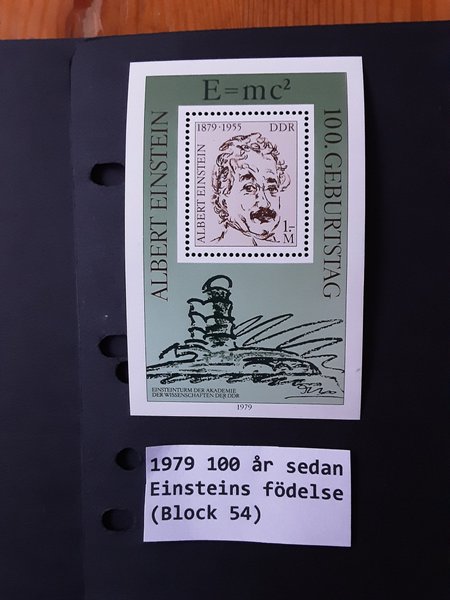 E=mc²
ALBERT EINSTEIN
100. GEBURTSTAG
1879 · 1955 DDR
ALBERT EINSTEIN
1,-
M
EINSTEINTURM DER AKADEMIE
DER WISSENSCHAFTEN DER DDR
1979
1979 100 år sedan
Einsteins födelse
(Block 54)